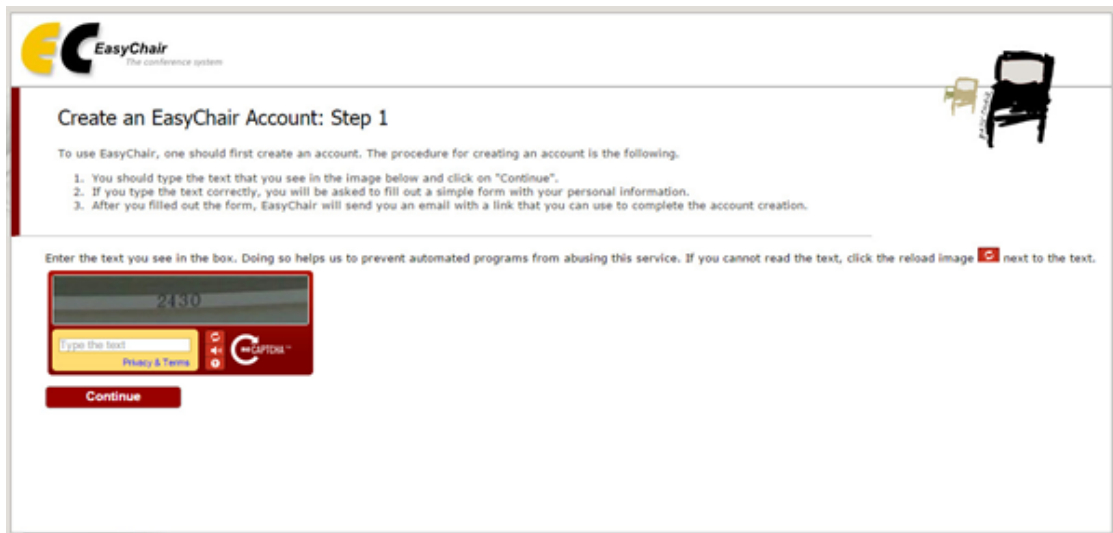 EC EasyChair
The conference system
EASYCHAIR
Create an EasyChair Account: Step 1
To use EasyChair, one should first create an account. The procedure for creating an account is the following.
1. You should type the text that you see in the image below and click on "Continue".
2. If you type the text correctly, you will be asked to fill out a simple form with your personal information.
3. After you filled out the form, EasyChair will send you an email with a link that you can use to complete the account creation.
Enter the text you see in the box. Doing so helps us to prevent automated programs from abusing this service. If you cannot read the text, click the reload image next to the text.
2430
Type the text
Privacy & Terms
reCAPTCHA™
Continue